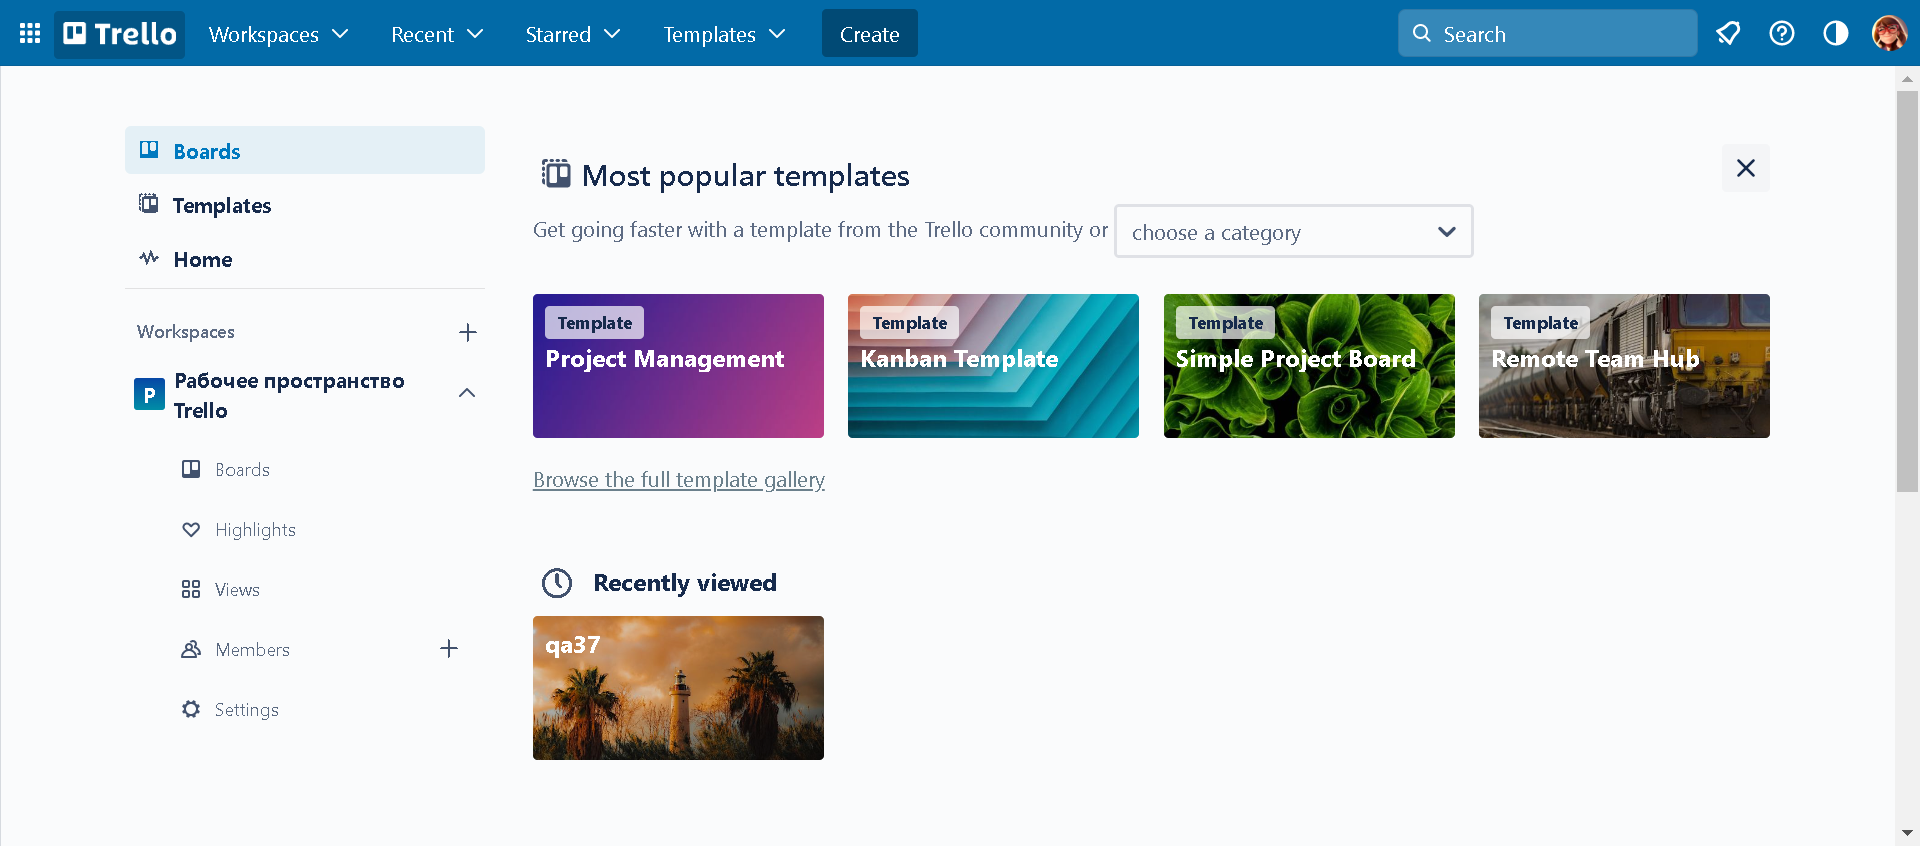 Trello
Workspaces
Recent
Starred
Templates
Create
Search
Boards
Templates
Home
Workspaces
P
Рабочее пространство
Trello
Boards
Highlights
Views
Members
Settings
Most popular templates
Get going faster with a template from the Trello community or
choose a category
Template
Project Management
Template
Kanban Template
Template
Simple Project Board
Template
Remote Team Hub
Browse the full template gallery
Recently viewed
qa37